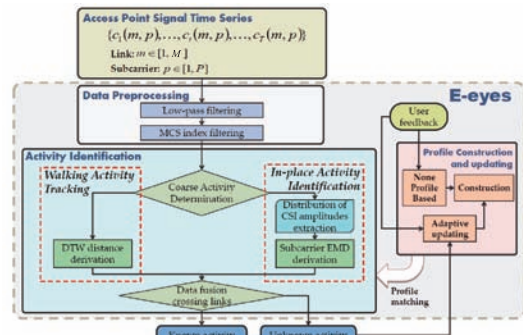 Access Point Signal Time Series
{c₁(m, p),…,cₜ(m, p),…,c_T(m, p)}
Link: m∈[1, M]
Subcarrier: p∈[1, P]
Data Preprocessing
Low-pass filtering
MCS index filtering
E-eyes
User
feedback
Activity Identification
Walking Activity
Tracking
In-place Activity
Identification
Coarse Activity
Determination
Distribution of
CSI amplitudes
extraction
DTW distance
derivation
Subcarrier EMD
derivation
Data fusion
crossing links
Profile Construction
and updating
None
Profile
Based
Construction
Adaptive
updating
Profile
matching